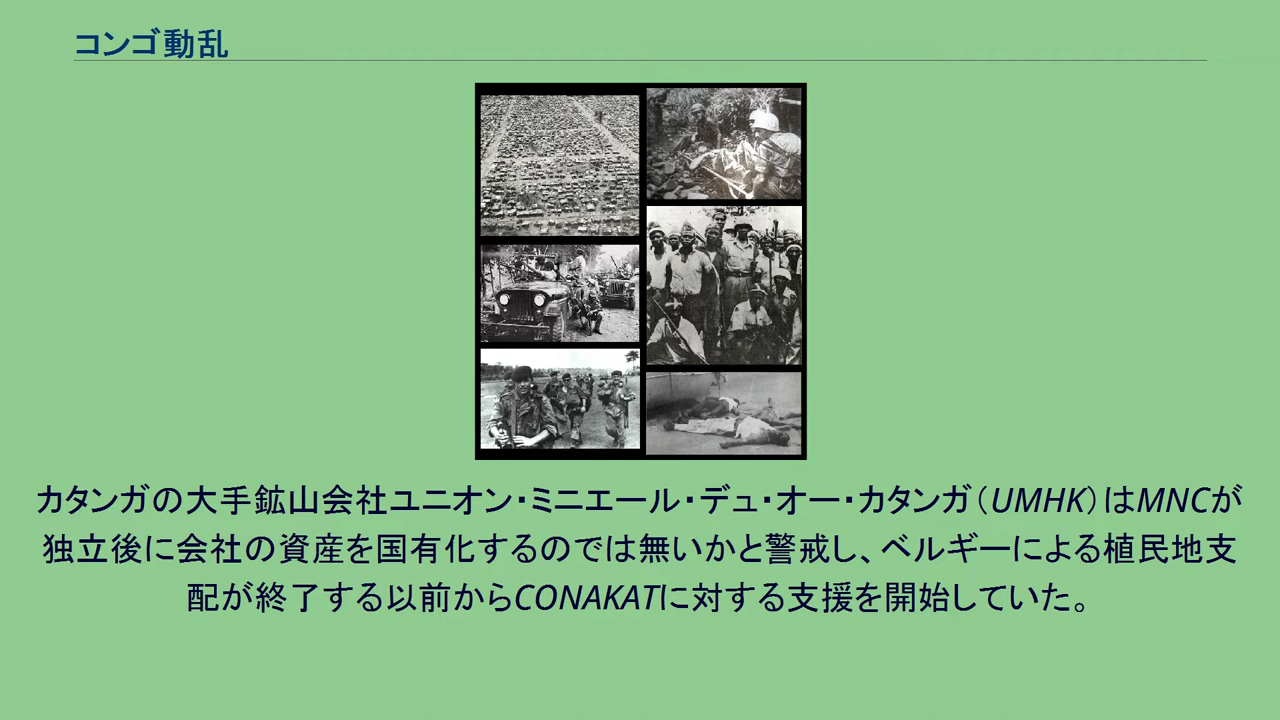 コンゴ動乱
カタンガの大手鉱山会社ユニオン・ミニエール・デュ・オー・カタンガ（UMHK）はMNCが
独立後に会社の資産を国有化するのでは無いかと警戒し、ベルギーによる植民地支
配が終了する以前からCONAKATに対する支援を開始していた。